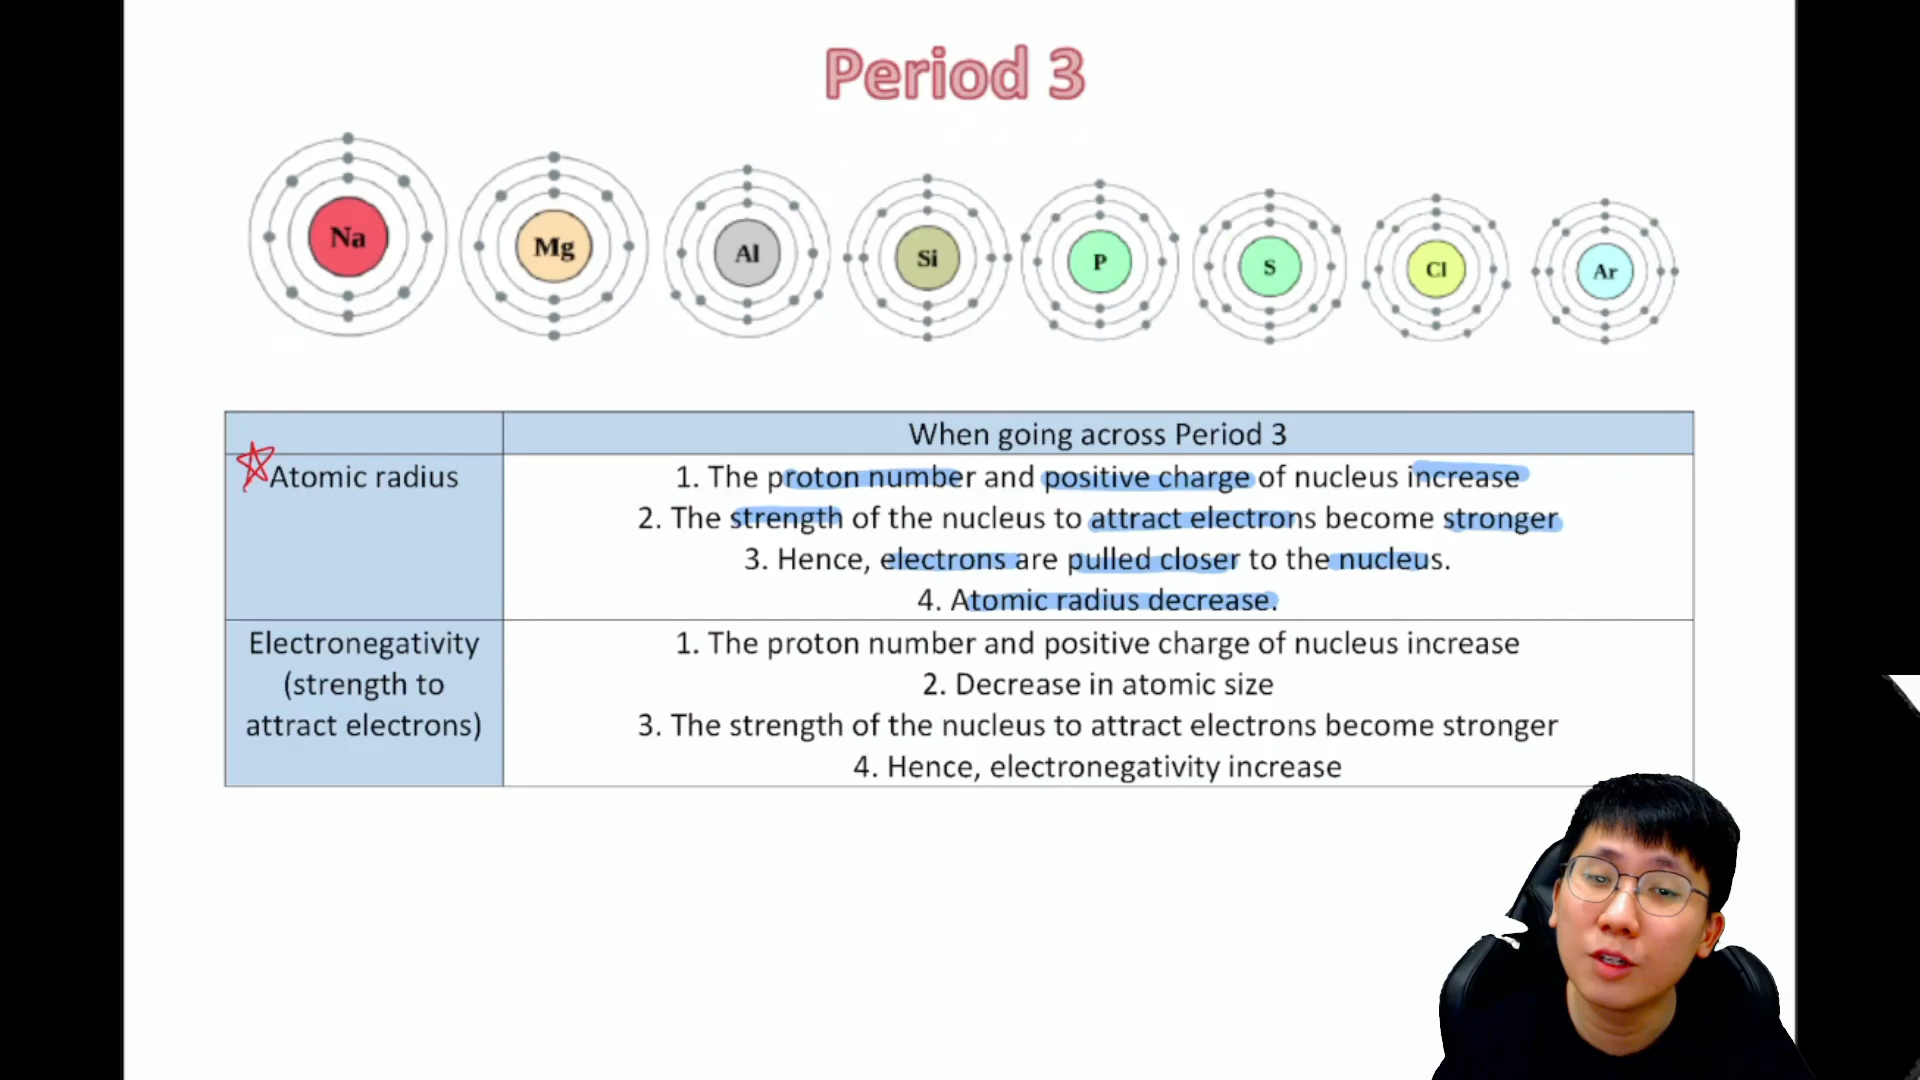 Period 3
Na Mg Al Si P S Cl Ar
When going across Period 3
Atomic radius
1. The proton number and positive charge of nucleus increase
2. The strength of the nucleus to attract electrons become stronger
3. Hence, electrons are pulled closer to the nucleus.
4. Atomic radius decrease.
Electronegativity
(strength to
attract electrons)
1. The proton number and positive charge of nucleus increase
2. Decrease in atomic size
3. The strength of the nucleus to attract electrons become stronger
4. Hence, electronegativity increase